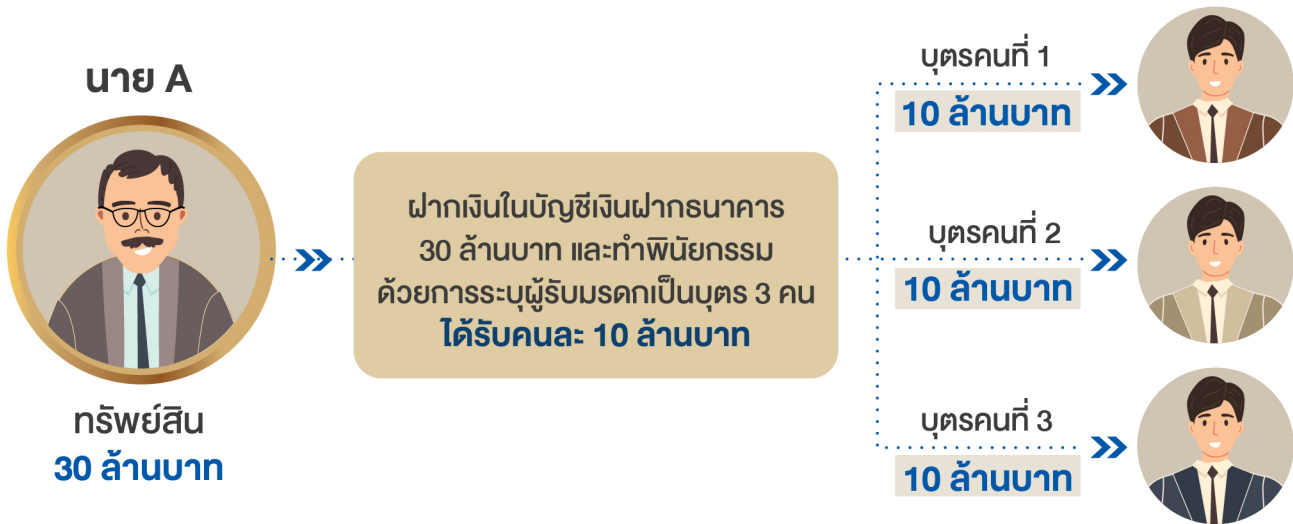 นาย A
ทรัพย์สิน
30 ล้านบาท
ฝากเงินในบัญชีเงินฝากธนาคาร
30 ล้านบาท และทำพินัยกรรม
ด้วยการระบุผู้รับมรดกเป็นบุตร 3 คน
ได้รับคนละ 10 ล้านบาท
บุตรคนที่ 1
10 ล้านบาท
บุตรคนที่ 2
10 ล้านบาท
บุตรคนที่ 3
10 ล้านบาท